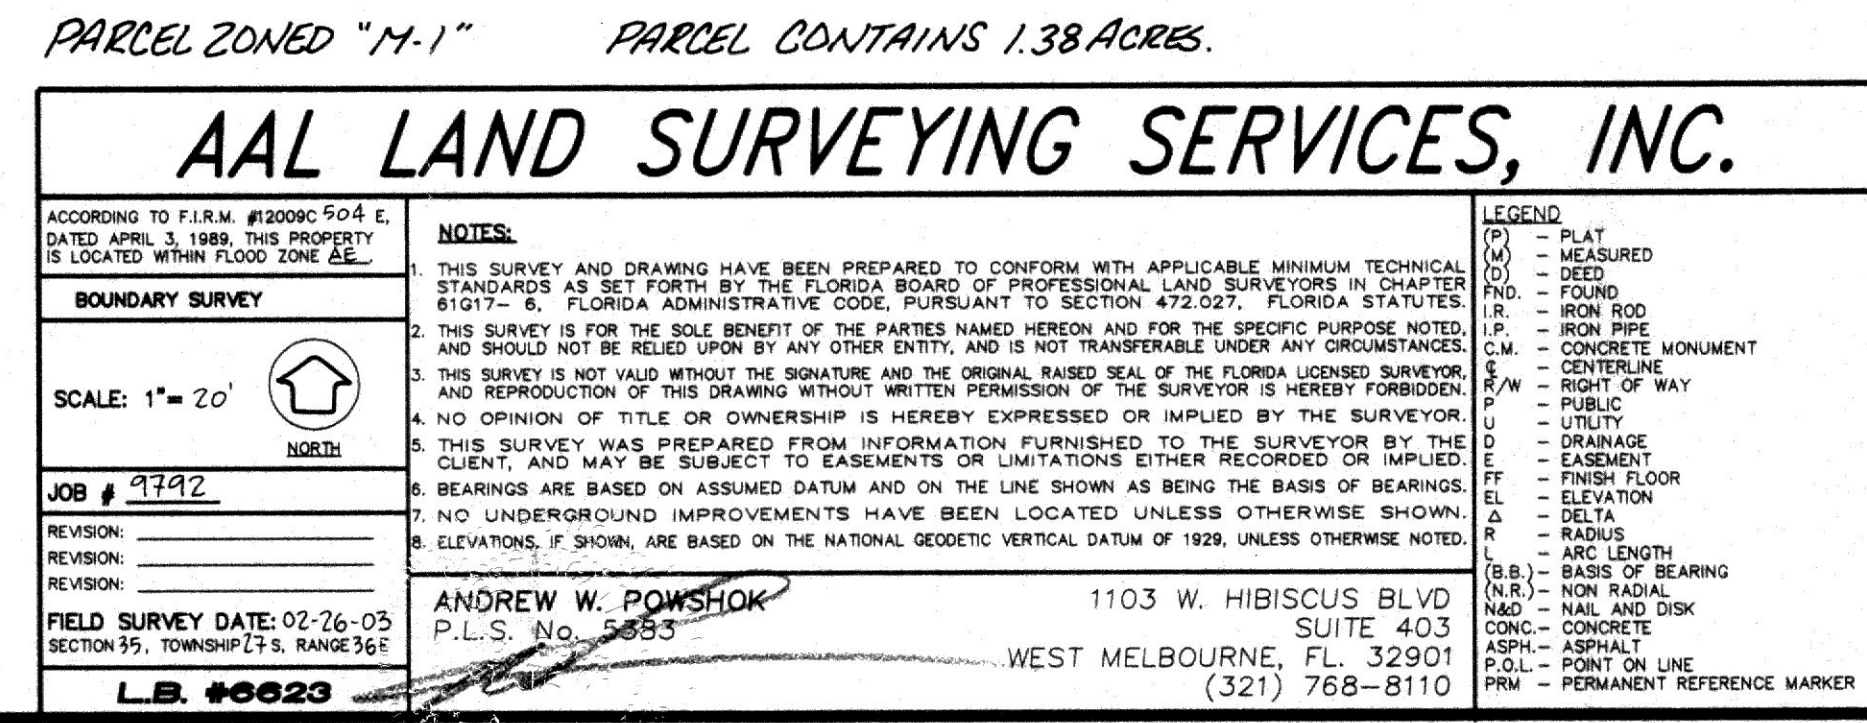 PARCEL ZONED "M-1" PARCEL CONTAINS 1.38 ACRES.
AAL LAND SURVEYING SERVICES, INC.
ACCORDING TO F.I.R.M. #12009C 504 E,
DATED APRIL 3, 1989, THIS PROPERTY
IS LOCATED WITHIN FLOOD ZONE AE.
BOUNDARY SURVEY
SCALE: 1"= 20'
NORTH
JOB # 9792
REVISION:
REVISION:
REVISION:
FIELD SURVEY DATE: 02-26-03
SECTION 35, TOWNSHIP 27 S, RANGE 36 E
L.B. #6623
NOTES:
1. THIS SURVEY AND DRAWING HAVE BEEN PREPARED TO CONFORM WITH APPLICABLE MINIMUM TECHNICAL
STANDARDS AS SET FORTH BY THE FLORIDA BOARD OF PROFESSIONAL LAND SURVEYORS IN CHAPTER
61G17- 6, FLORIDA ADMINISTRATIVE CODE, PURSUANT TO SECTION 472.027, FLORIDA STATUTES.
2. THIS SURVEY IS FOR THE SOLE BENEFIT OF THE PARTIES NAMED HEREON AND FOR THE SPECIFIC PURPOSE NOTED,
AND SHOULD NOT BE RELIED UPON BY ANY OTHER ENTITY, AND IS NOT TRANSFERABLE UNDER ANY CIRCUMSTANCES.
3. THIS SURVEY IS NOT VALID WITHOUT THE SIGNATURE AND THE ORIGINAL RAISED SEAL OF THE FLORIDA LICENSED SURVEYOR,
AND REPRODUCTION OF THIS DRAWING WITHOUT WRITTEN PERMISSION OF THE SURVEYOR IS HEREBY FORBIDDEN.
4. NO OPINION OF TITLE OR OWNERSHIP IS HEREBY EXPRESSED OR IMPLIED BY THE SURVEYOR.
5. THIS SURVEY WAS PREPARED FROM INFORMATION FURNISHED TO THE SURVEYOR BY THE
CLIENT, AND MAY BE SUBJECT TO EASEMENTS OR LIMITATIONS EITHER RECORDED OR IMPLIED.
6. BEARINGS ARE BASED ON ASSUMED DATUM AND ON THE LINE SHOWN AS BEING THE BASIS OF BEARINGS.
7. NO UNDERGROUND IMPROVEMENTS HAVE BEEN LOCATED UNLESS OTHERWISE SHOWN.
8. ELEVATIONS, IF SHOWN, ARE BASED ON THE NATIONAL GEODETIC VERTICAL DATUM OF 1929, UNLESS OTHERWISE NOTED.
ANDREW W. POWSHOK
P.L.S. No. 5383
1103 W. HIBISCUS BLVD
SUITE 403
WEST MELBOURNE, FL. 32901
(321) 768-8110
LEGEND
(P) - PLAT
(M) - MEASURED
(D) - DEED
FND. - FOUND
I.R. - IRON ROD
I.P. - IRON PIPE
C.M. - CONCRETE MONUMENT
℄ - CENTERLINE
R/W - RIGHT OF WAY
P - PUBLIC
U - UTILITY
D - DRAINAGE
E - EASEMENT
FF - FINISH FLOOR
EL - ELEVATION
Δ - DELTA
R - RADIUS
L - ARC LENGTH
(B.B.)- BASIS OF BEARING
(N.R.)- NON RADIAL
N&D - NAIL AND DISK
CONC.- CONCRETE
ASPH.- ASPHALT
P.O.L.- POINT ON LINE
PRM - PERMANENT REFERENCE MARKER